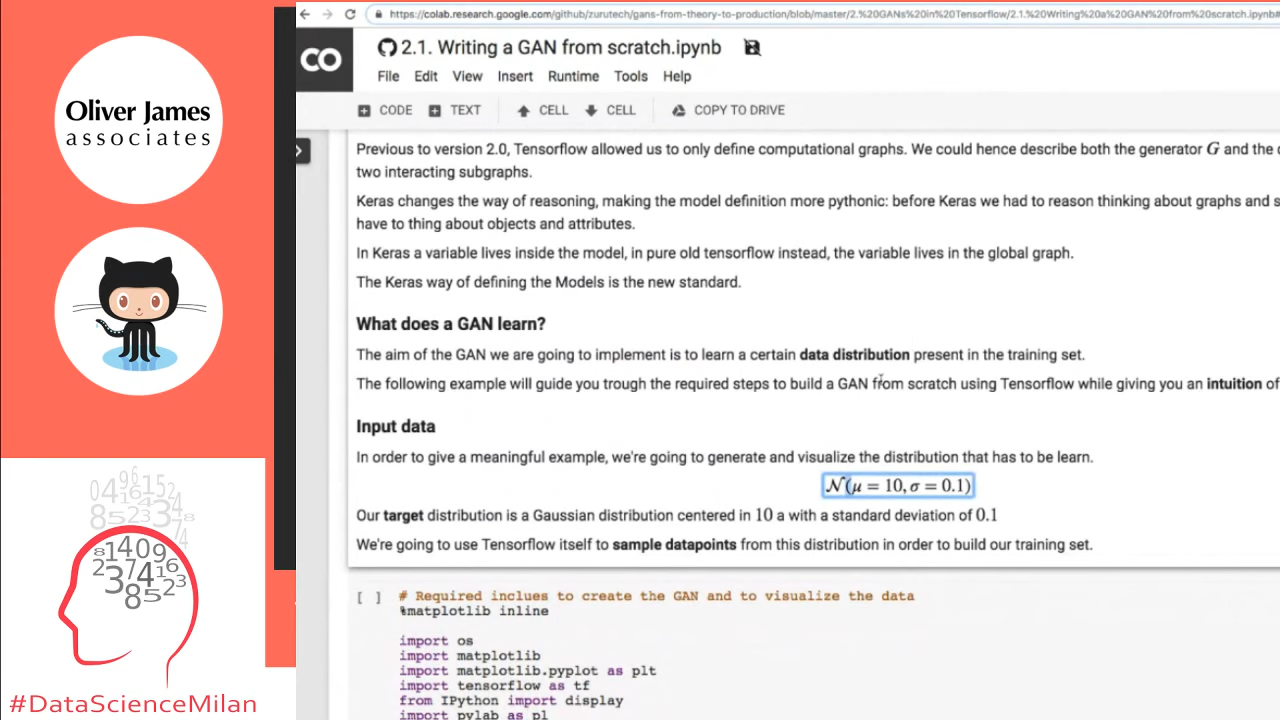 Oliver James
associates
#DataScienceMilan
https://colab.research.google.com/github/zurutech/gans-from-theory-to-production/blob/master/2.%20GANs%20in%20Tensorflow/2.1.%20Writing%20a%20GAN%20from%20scratch.ipynb#
CO
2.1. Writing a GAN from scratch.ipynb
File Edit View Insert Runtime Tools Help
CODE TEXT CELL CELL COPY TO DRIVE
Previous to version 2.0, Tensorflow allowed us to only define computational graphs. We could hence describe both the generator G and the
two interacting subgraphs.
Keras changes the way of reasoning, making the model definition more pythonic: before Keras we had to reason thinking about graphs and
have to thing about objects and attributes.
In Keras a variable lives inside the model, in pure old tensorflow instead, the variable lives in the global graph.
The Keras way of defining the Models is the new standard.
What does a GAN learn?
The aim of the GAN we are going to implement is to learn a certain data distribution present in the training set.
The following example will guide you trough the required steps to build a GAN from scratch using Tensorflow while giving you an intuition of
Input data
In order to give a meaningful example, we're going to generate and visualize the distribution that has to be learn.
𝒩(μ = 10, σ = 0.1)
Our target distribution is a Gaussian distribution centered in 10 a with a standard deviation of 0.1
We're going to use Tensorflow itself to sample datapoints from this distribution in order to build our training set.
[ ] # Required inclues to create the GAN and to visualize the data
%matplotlib inline
import os
import matplotlib
import matplotlib.pyplot as plt
import tensorflow as tf
from IPython import display
import pylab as pl